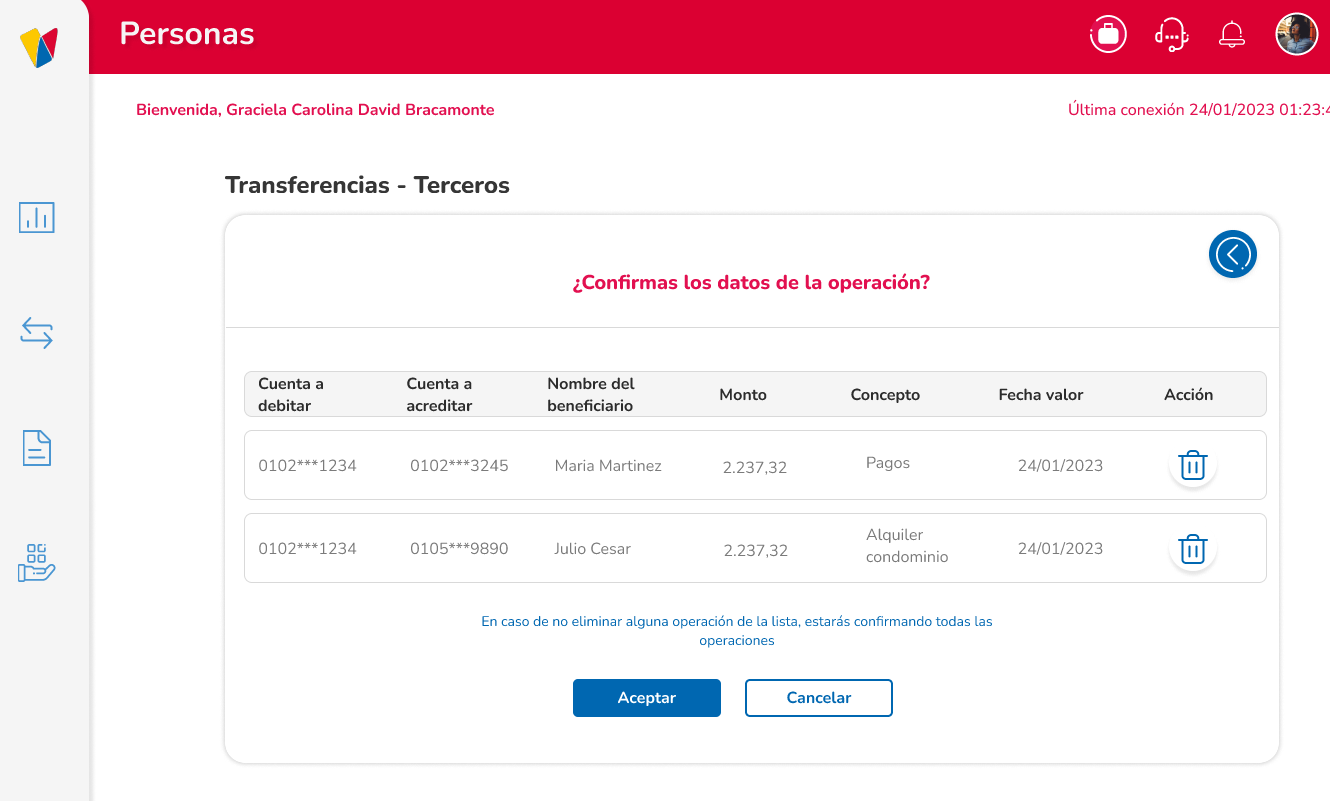 Personas
Bienvenida, Graciela Carolina David Bracamonte
Última conexión 24/01/2023 01:23:4
Transferencias - Terceros
¿Confirmas los datos de la operación?
Cuenta a debitar
Cuenta a acreditar
Nombre del beneficiario
Monto
Concepto
Fecha valor
Acción
0102***1234
0102***3245
Maria Martinez
2.237,32
Pagos
24/01/2023
0102***1234
0105***9890
Julio Cesar
2.237,32
Alquiler condominio
24/01/2023
En caso de no eliminar alguna operación de la lista, estarás confirmando todas las
operaciones
Aceptar
Cancelar